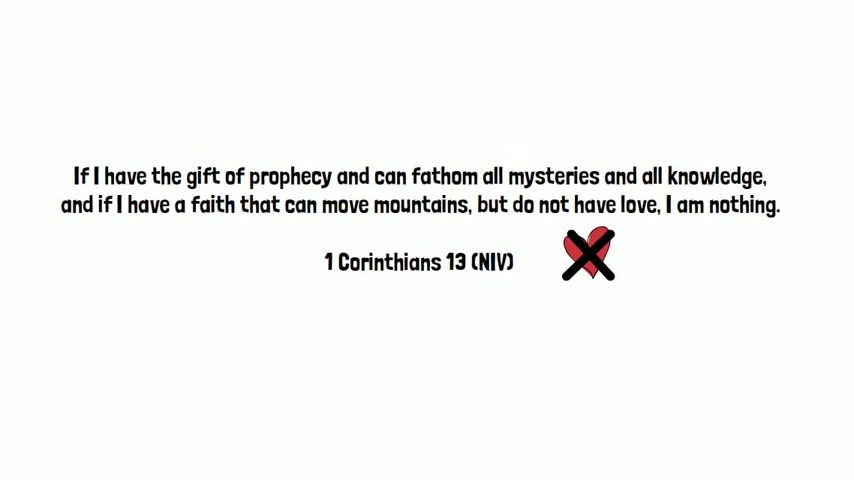 If I have the gift of prophecy and can fathom all mysteries and all knowledge,
and if I have a faith that can move mountains, but do not have love, I am nothing.
1 Corinthians 13 (NIV)